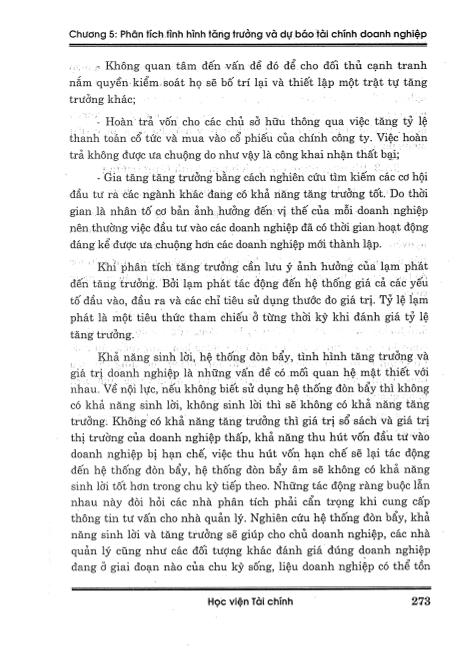 Chương 5: Phân tích tình hình tăng trưởng và dự báo tài chính doanh nghiệp
- Không quan tâm đến vấn đề đó để cho đối thủ cạnh tranh
nắm quyền kiểm soát họ sẽ bố trí lại và thiết lập một trật tự tăng
trưởng khác;
- Hoàn trả vốn cho các chủ sở hữu thông qua việc tăng tỷ lệ
thanh toán cổ tức và mua vào cổ phiếu của chính công ty. Việc hoàn
trả không được ưa chuộng do như vậy là công khai nhận thất bại;
- Gia tăng tăng trưởng bằng cách nghiên cứu tìm kiếm các cơ hội
đầu tư ra các ngành khác đang có khả năng tăng trưởng tốt. Do thời
gian là nhân tố cơ bản ảnh hưởng đến vị thế của mỗi doanh nghiệp
nên thường việc đầu tư vào các doanh nghiệp đã có thời gian hoạt động
đáng kể được ưa chuộng hơn các doanh nghiệp mới thành lập.
Khi phân tích tăng trưởng cần lưu ý ảnh hưởng của lạm phát
đến tăng trưởng. Bởi lạm phát tác động đến hệ thống giá cả các yếu
tố đầu vào, đầu ra và các chỉ tiêu sử dụng thước đo giá trị. Tỷ lệ lạm
phát là một tiêu thức tham chiếu ở từng thời kỳ khi đánh giá tỷ lệ
tăng trưởng.
Khả năng sinh lời, hệ thống đòn bẩy, tình hình tăng trưởng và
giá trị doanh nghiệp là những vấn đề có mối quan hệ mật thiết với
nhau. Về nội lực, nếu không biết sử dụng hệ thống đòn bẩy thì không
có khả năng sinh lời, không sinh lời thì sẽ không có khả năng tăng
trưởng. Không có khả năng tăng trưởng thì giá trị sổ sách và giá trị
thị trường của doanh nghiệp thấp, khả năng thu hút vốn đầu tư vào
doanh nghiệp bị hạn chế, việc thu hút vốn hạn chế sẽ lại tác động
đến hệ thống đòn bẩy, hệ thống đòn bẩy âm sẽ không có khả năng
sinh lời tốt hơn trong chu kỳ tiếp theo. Những tác động ràng buộc lẫn
nhau này đòi hỏi các nhà phân tích phải cẩn trọng khi cung cấp
thông tin tư vấn cho nhà quản lý. Nghiên cứu hệ thống đòn bẩy, khả
năng sinh lời và tăng trưởng sẽ giúp cho chủ doanh nghiệp, các nhà
quản lý cũng như các đối tượng khác đánh giá đúng doanh nghiệp
đang ở giai đoạn nào của chu kỳ sống, liệu doanh nghiệp có thể tồn
Học viện Tài chính
273